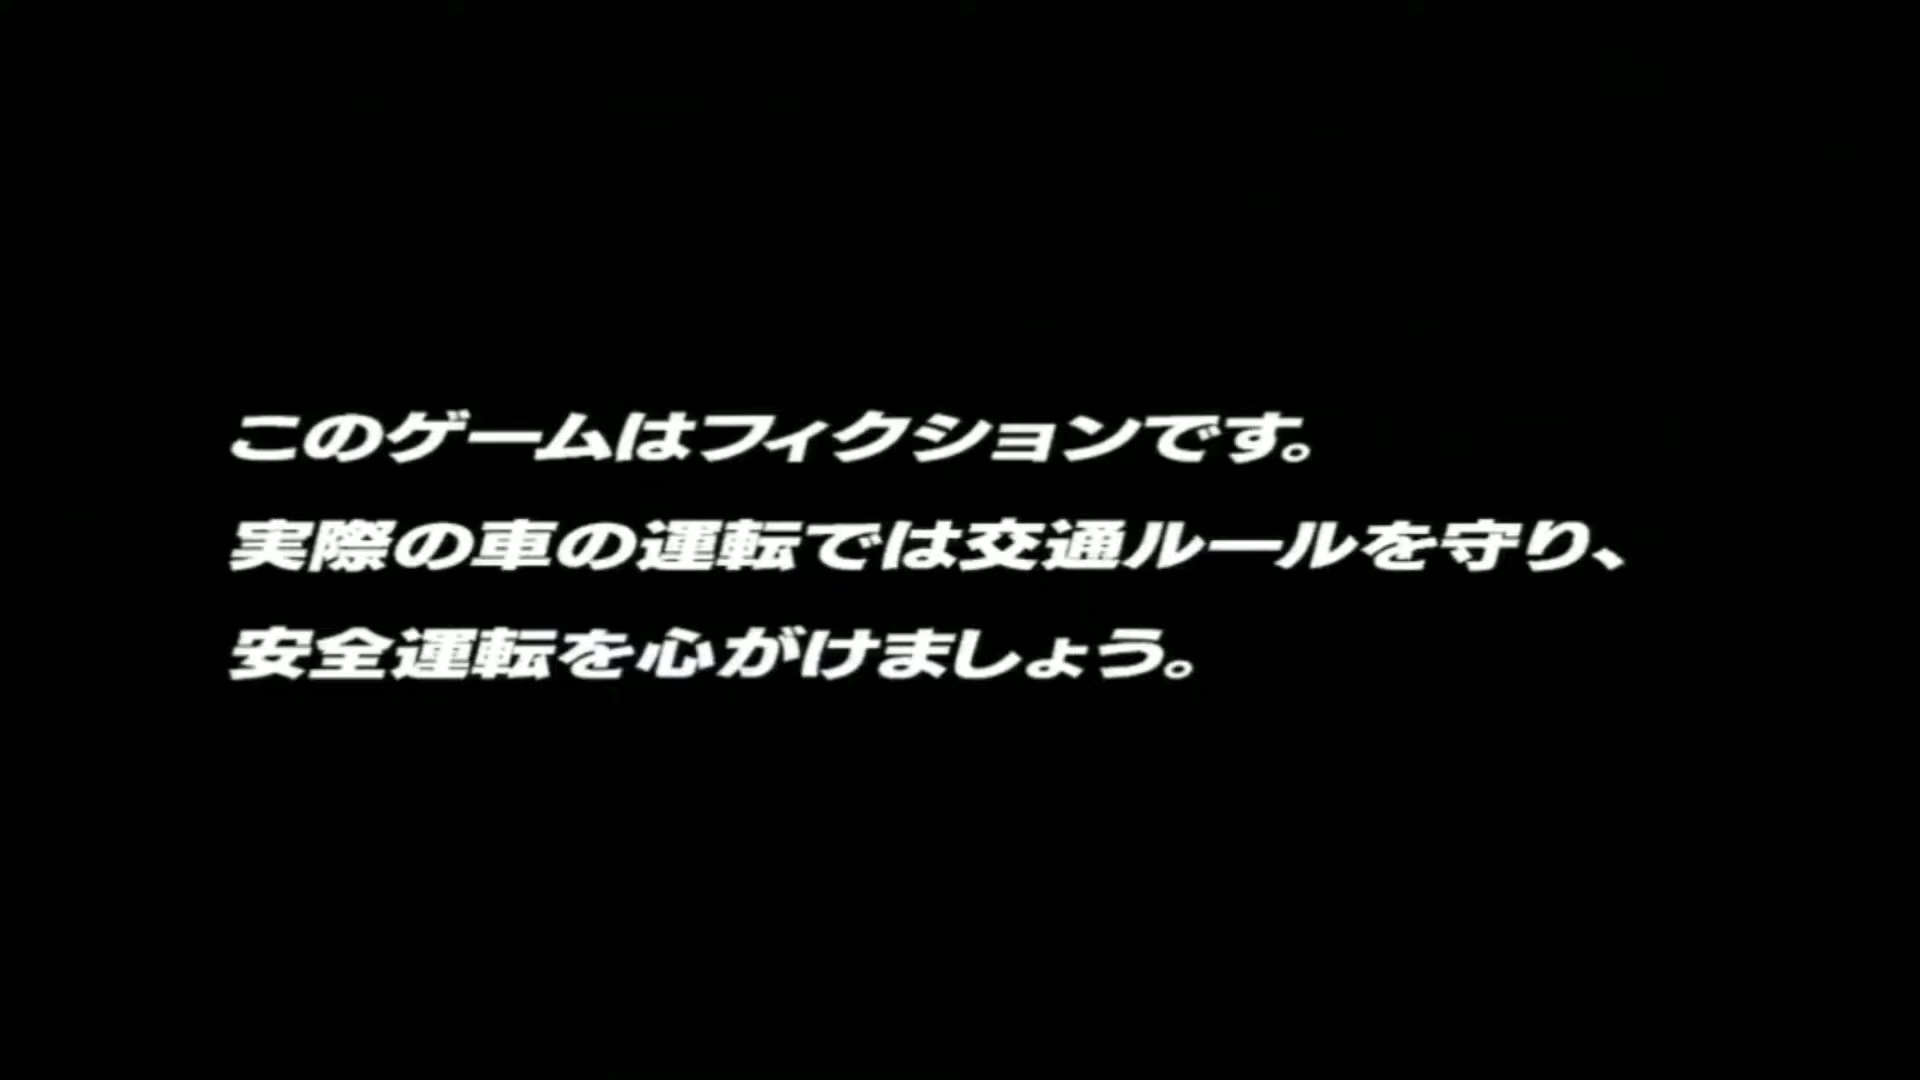 このゲームはフィクションです。
実際の車の運転では交通ルールを守り、
安全運転を心がけましょう。